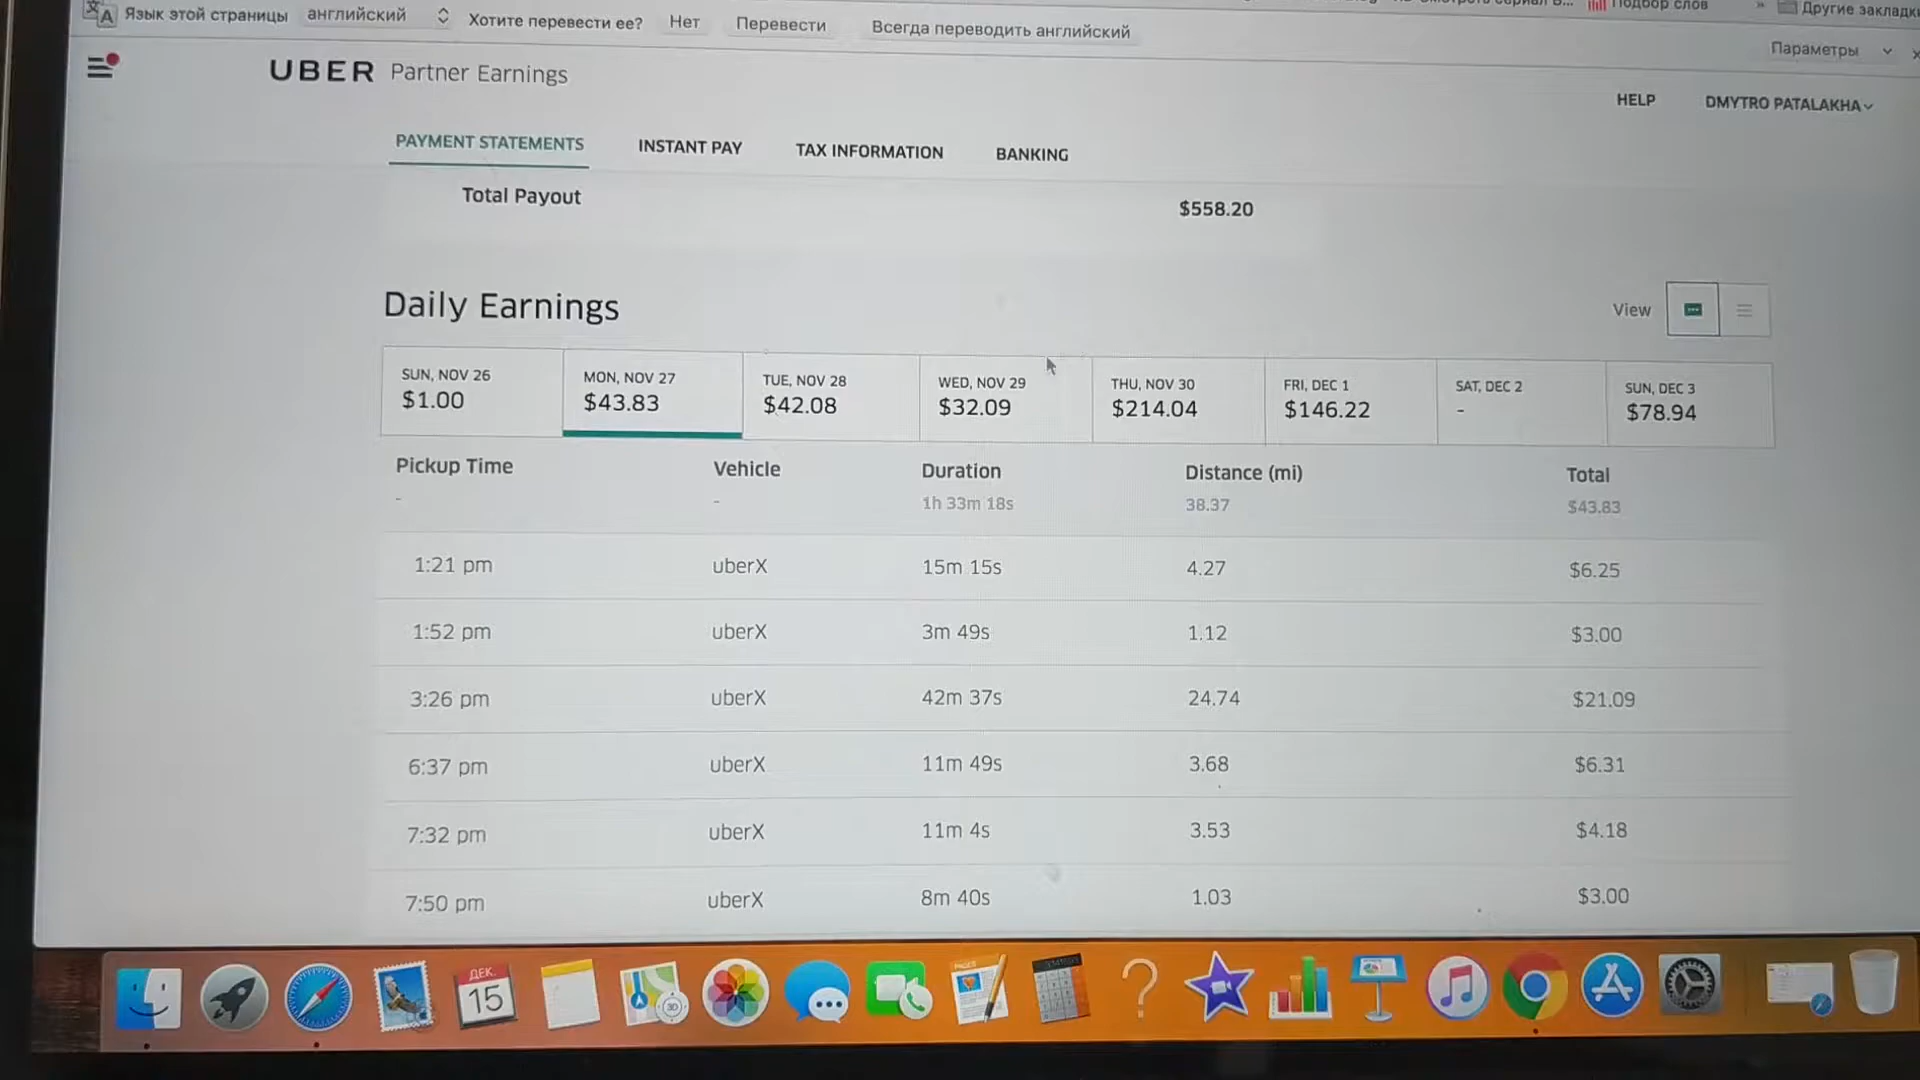 Язык этой страницы английский Хотите перевести ее? Нет Перевести Всегда переводить английский
Подбор слов » Другие закладки
Параметры
UBER Partner Earnings
HELP DMYTRO PATALAKHA
PAYMENT STATEMENTS INSTANT PAY TAX INFORMATION BANKING
Total Payout $558.20
Daily Earnings View
SUN, NOV 26 MON, NOV 27 TUE, NOV 28 WED, NOV 29 THU, NOV 30 FRI, DEC 1 SAT, DEC 2 SUN, DEC 3
$1.00 $43.83 $42.08 $32.09 $214.04 $146.22 - $78.94
Pickup Time Vehicle Duration Distance (mi) Total
- - 1h 33m 18s 38.37 $43.83
1:21 pm uberX 15m 15s 4.27 $6.25
1:52 pm uberX 3m 49s 1.12 $3.00
3:26 pm uberX 42m 37s 24.74 $21.09
6:37 pm uberX 11m 49s 3.68 $6.31
7:32 pm uberX 11m 4s 3.53 $4.18
7:50 pm uberX 8m 40s 1.03 $3.00
ДЕК.
15
PAGES
3D